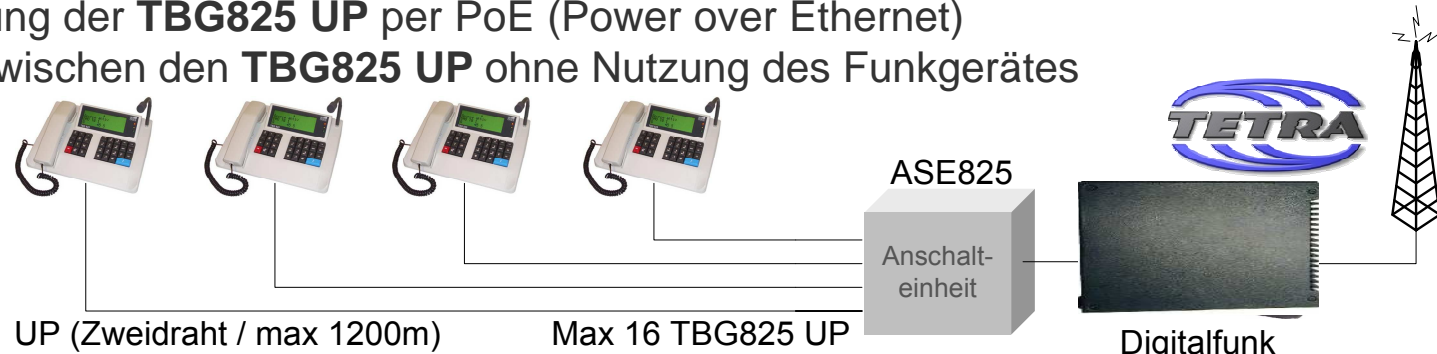 ung der TBG825 UP per PoE (Power over Ethernet)
wischen den TBG825 UP ohne Nutzung des Funkgerätes
TETRA
ASE825
Anschalt-
einheit
UP (Zweidraht / max 1200m)
Max 16 TBG825 UP
Digitalfunk